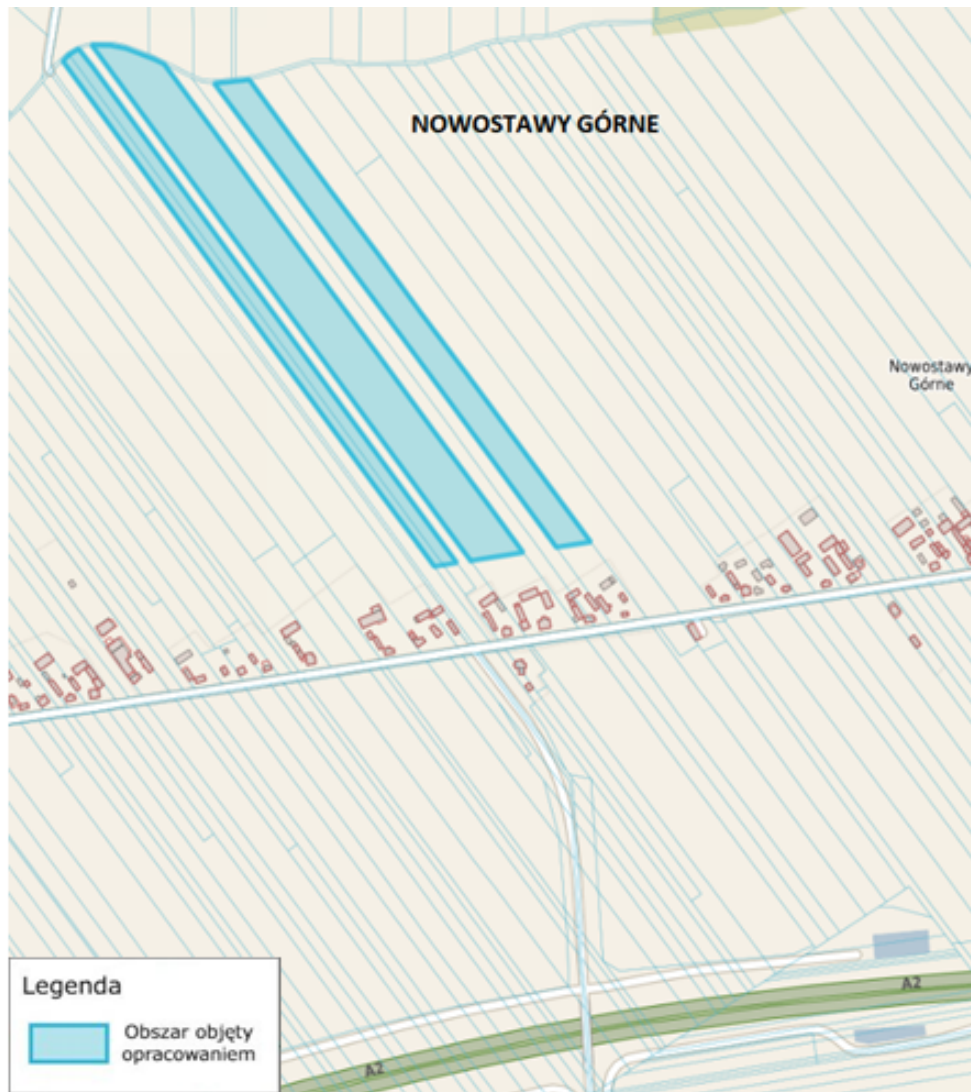 NOWOSTAWY GÓRNE
Nowostawy
Górne
A2
A2
Legenda
Obszar objęty
opracowaniem